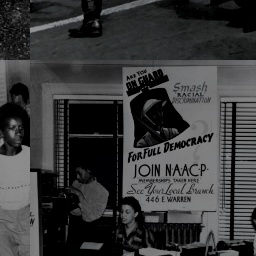 ARE YOU
ON GUARD
Smash
RACIAL
DISCRIMINATION
FOR FULL DEMOCRACY
JOIN NAACP
MEMBERSHIPS TAKEN HERE
See Your Local Branch
446 E. WARREN